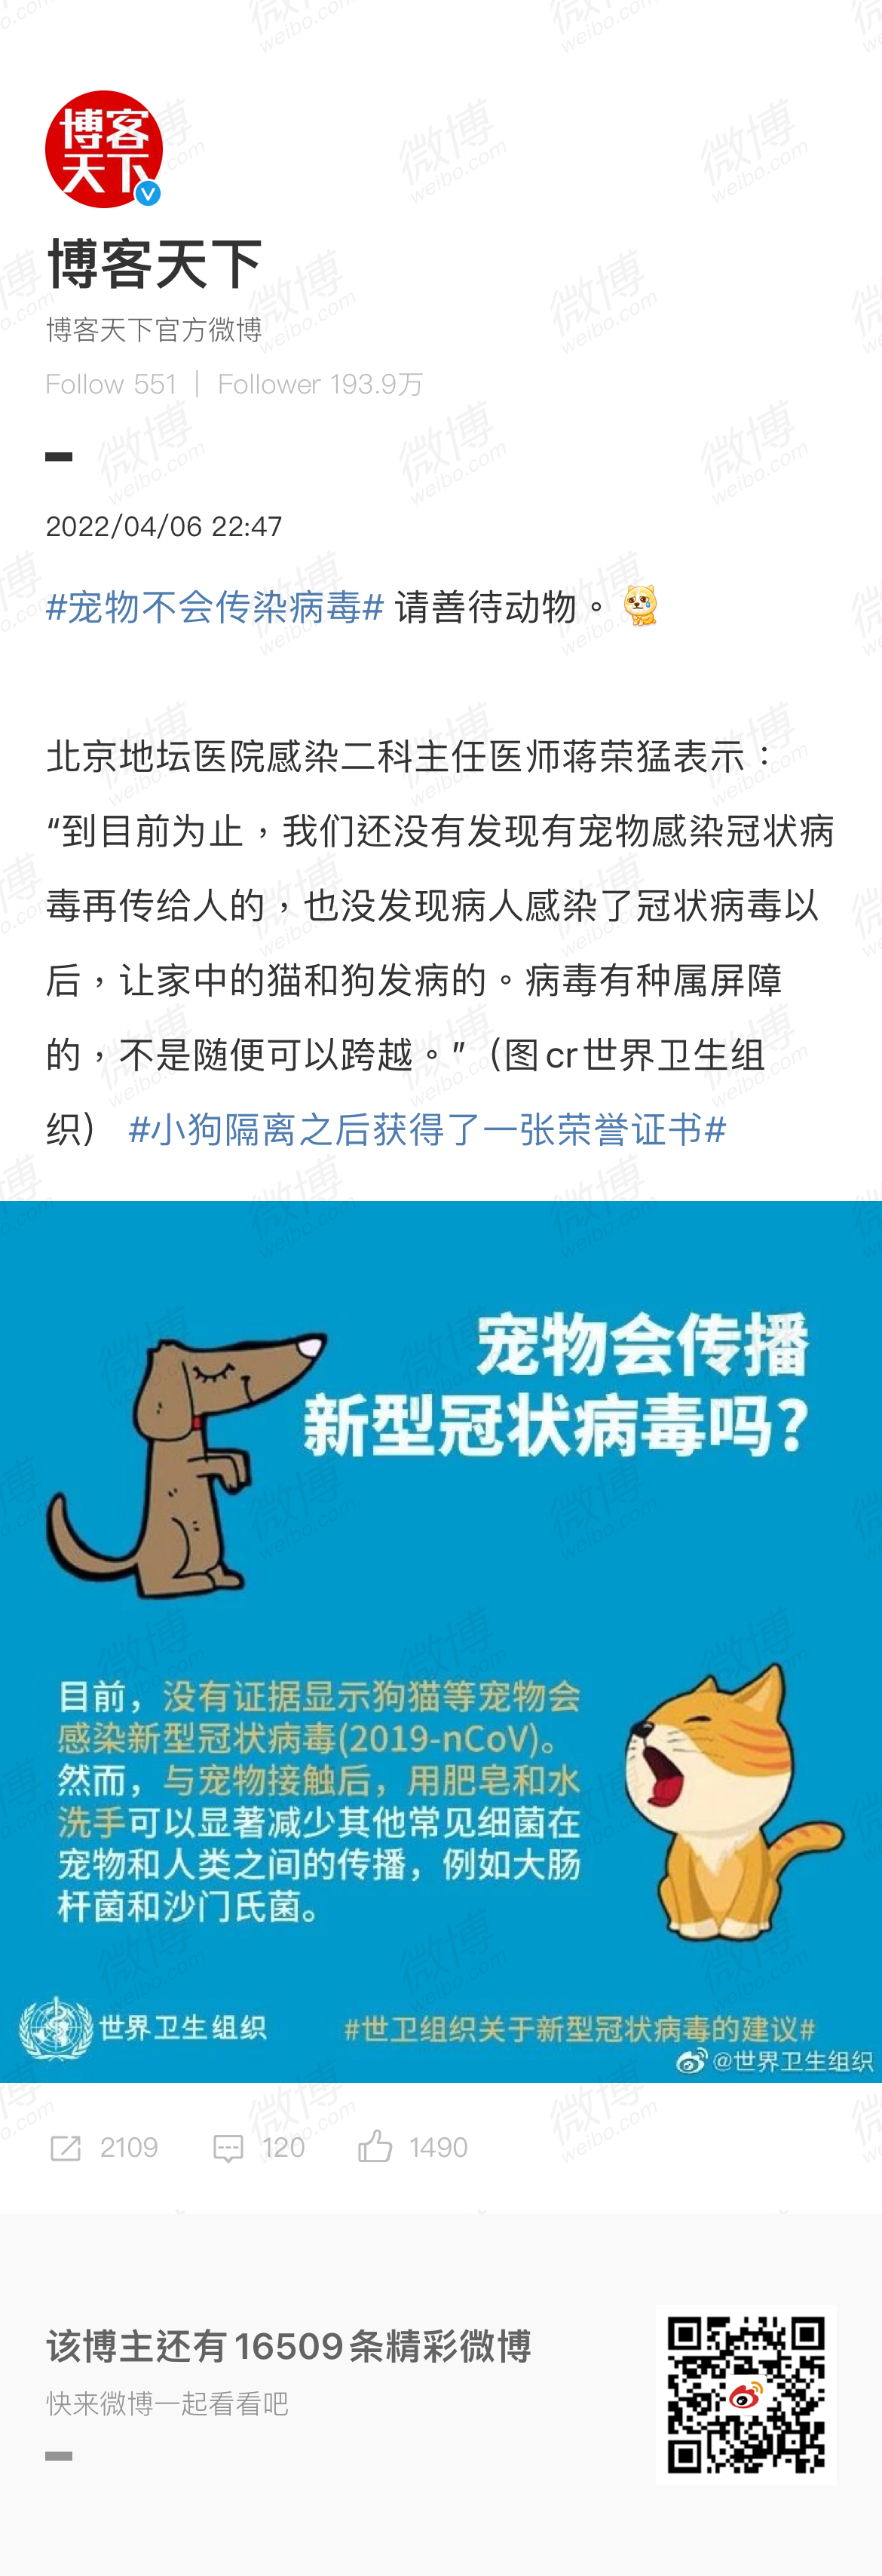 博客天下
博客天下
博客天下官方微博
Follow 551 | Follower 193.9万
2022/04/06 22:47
#宠物不会传染病毒# 请善待动物。
北京地坛医院感染二科主任医师蒋荣猛表示：
“到目前为止，我们还没有发现有宠物感染冠状病
毒再传给人的，也没发现病人感染了冠状病毒以
后，让家中的猫和狗发病的。病毒有种属屏障
的，不是随便可以跨越。”（图cr世界卫生组
织） #小狗隔离之后获得了一张荣誉证书#
宠物会传播
新型冠状病毒吗?
目前，没有证据显示狗猫等宠物会
感染新型冠状病毒(2019-nCoV)。
然而，与宠物接触后，用肥皂和水
洗手可以显著减少其他常见细菌在
宠物和人类之间的传播，例如大肠
杆菌和沙门氏菌。
世界卫生组织
#世卫组织关于新型冠状病毒的建议#
@世界卫生组织
2109 120 1490
该博主还有16509条精彩微博
快来微博一起看看吧
微博
weibo.com